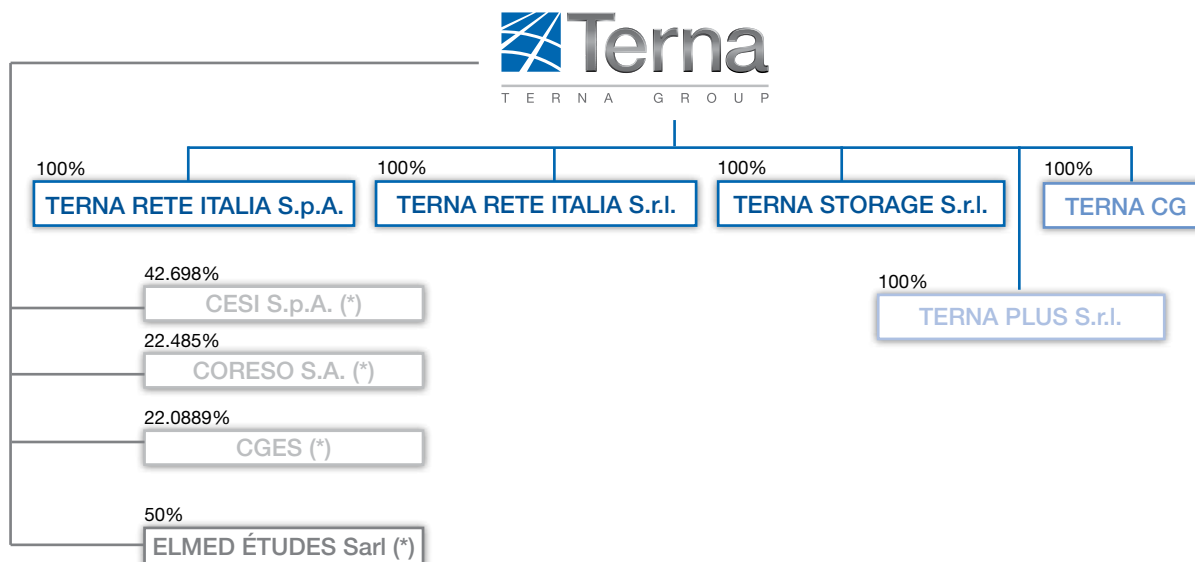 Terna
TERNA GROUP
100%
TERNA RETE ITALIA S.p.A.
100%
TERNA RETE ITALIA S.r.l.
100%
TERNA STORAGE S.r.l.
100%
TERNA CG
42.698%
CESI S.p.A. (*)
100%
TERNA PLUS S.r.l.
22.485%
CORESO S.A. (*)
22.0889%
CGES (*)
50%
ELMED ÉTUDES Sarl (*)